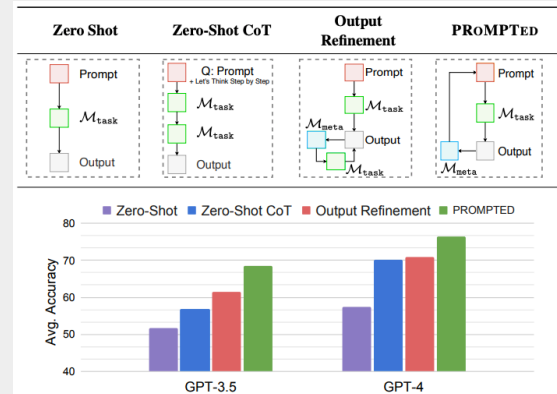 Zero Shot
Zero-Shot CoT
Output
Refinement
PROMPTED
Prompt
M_task
Output
Q: Prompt
+ Let's Think Step by Step
M_task
M_task
Output
Prompt
M_task
M_meta
Output
M_task
Prompt
M_task
Output
M_meta
Zero-Shot Zero-Shot CoT Output Refinement PROMPTED
Avg. Accuracy
80
70
60
50
40
GPT-3.5 GPT-4